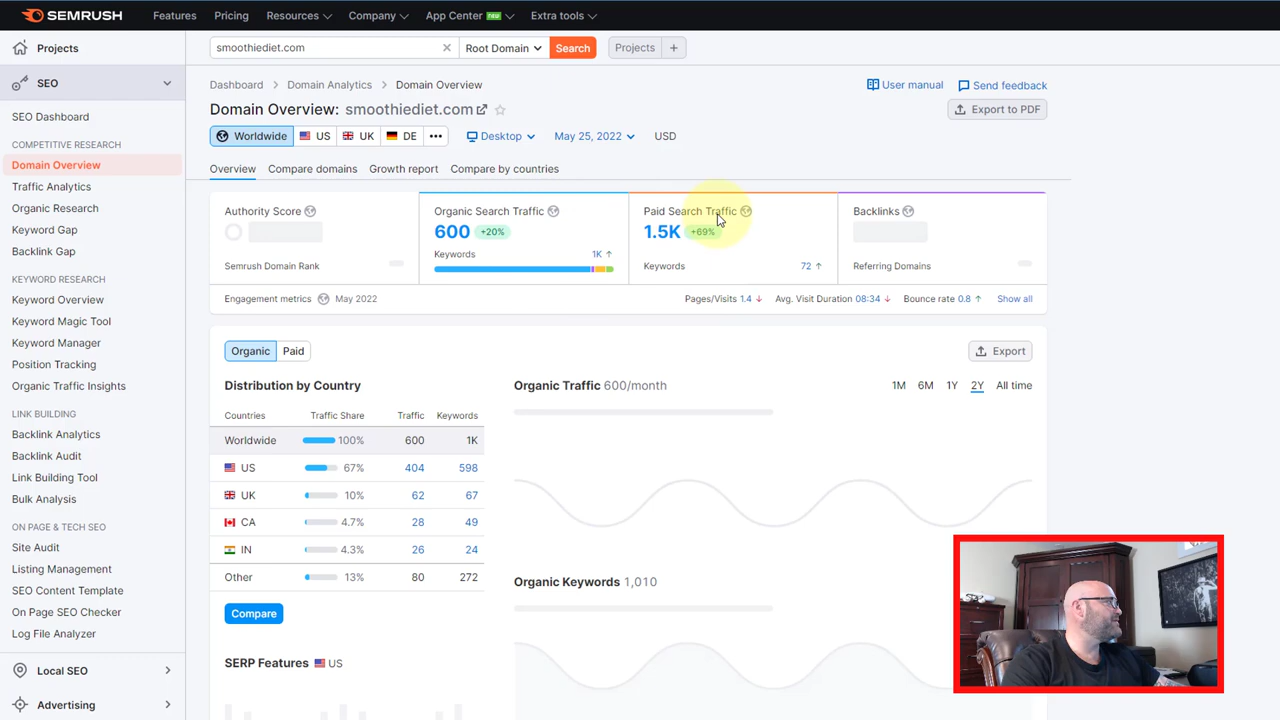 SEMRUSH
Features
Pricing
Resources
Company
App Center new
Extra tools
Projects
smoothiediet.com
Root Domain
Search
Projects
SEO
SEO Dashboard
COMPETITIVE RESEARCH
Domain Overview
Traffic Analytics
Organic Research
Keyword Gap
Backlink Gap
KEYWORD RESEARCH
Keyword Overview
Keyword Magic Tool
Keyword Manager
Position Tracking
Organic Traffic Insights
LINK BUILDING
Backlink Analytics
Backlink Audit
Link Building Tool
Bulk Analysis
ON PAGE & TECH SEO
Site Audit
Listing Management
SEO Content Template
On Page SEO Checker
Log File Analyzer
Local SEO
Advertising
Dashboard > Domain Analytics > Domain Overview
User manual
Send feedback
Domain Overview: smoothiediet.com
Export to PDF
Worldwide US UK DE
Desktop
May 25, 2022
USD
Overview Compare domains Growth report Compare by countries
Authority Score
Semrush Domain Rank
Organic Search Traffic
600 +20%
Keywords 1K ↑
Paid Search Traffic
1.5K +69%
Keywords 72 ↑
Backlinks
Referring Domains
Engagement metrics May 2022
Pages/Visits 1.4 ↓ Avg. Visit Duration 08:34 ↓ Bounce rate 0.8 ↑ Show all
Organic Paid
Export
Distribution by Country
Countries Traffic Share Traffic Keywords
Worldwide 100% 600 1K
US 67% 404 598
UK 10% 62 67
CA 4.7% 28 49
IN 4.3% 26 24
Other 13% 80 272
Compare
SERP Features US
Organic Traffic 600/month
1M 6M 1Y 2Y All time
Organic Keywords 1,010